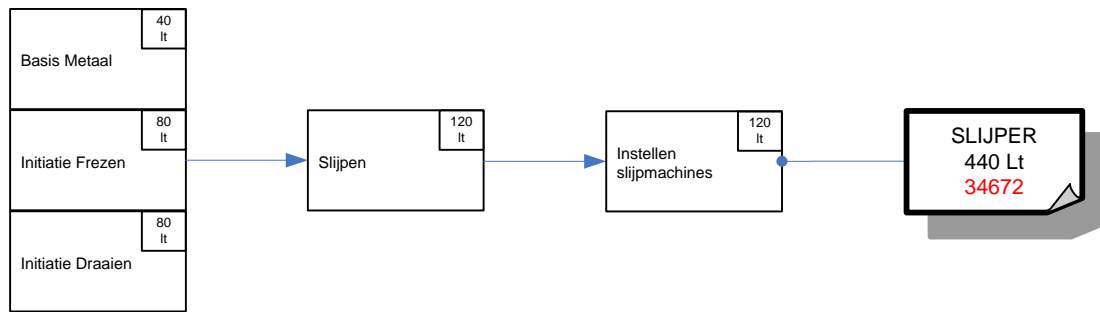 40
lt
Basis Metaal
80
lt
Initiatie Frezen
80
lt
Initiatie Draaien
120
lt
Slijpen
120
lt
Instellen
slijpmachines
SLIJPER
440 Lt
34672